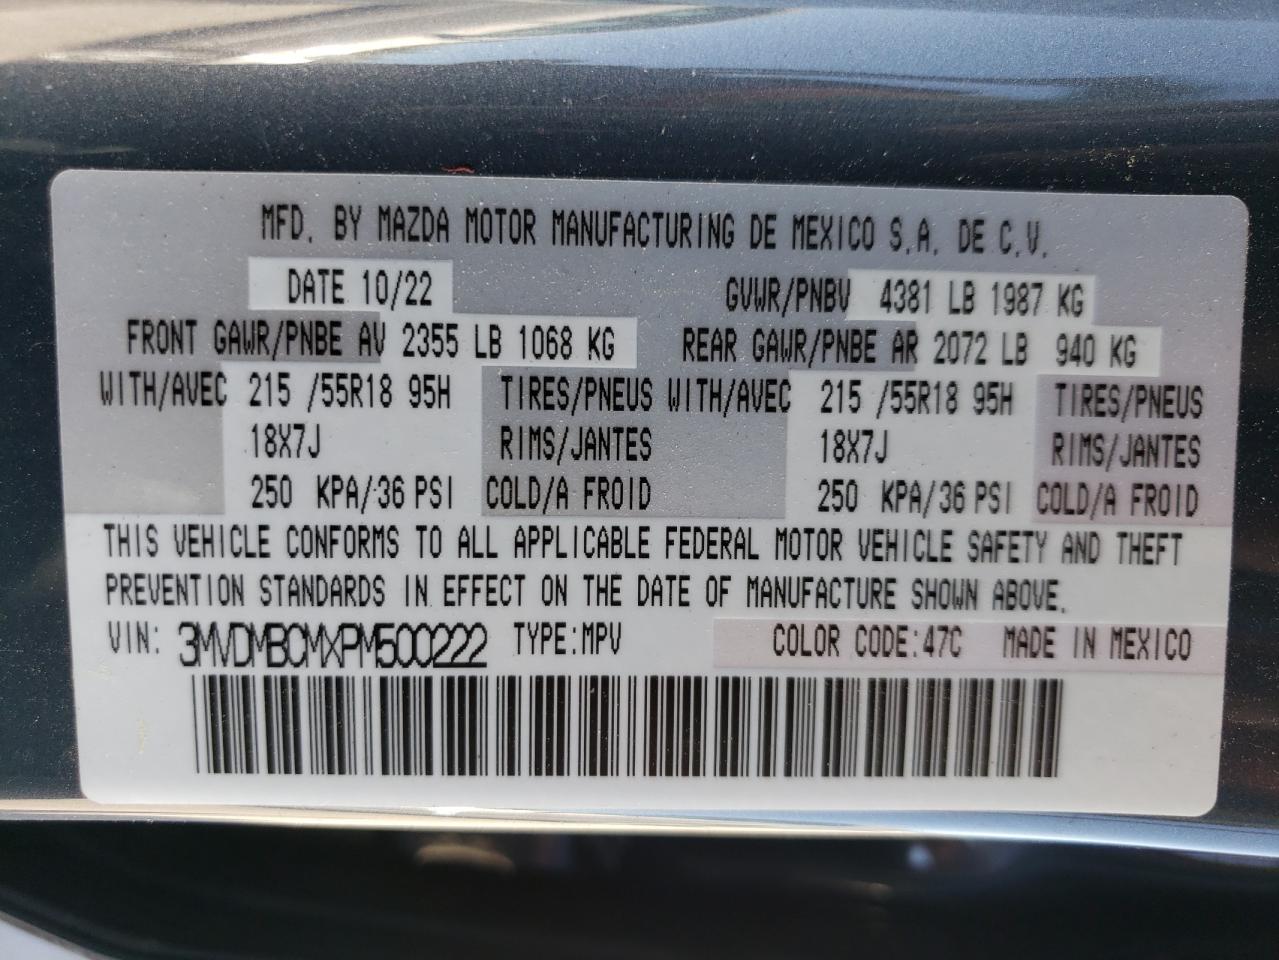 MFD. BY MAZDA MOTOR MANUFACTURING DE MEXICO S.A. DE C.V.
DATE 10/22 GVWR/PNBV 4381 LB 1987 KG
FRONT GAWR/PNBE AV 2355 LB 1068 KG REAR GAWR/PNBE AR 2072 LB 940 KG
WITH/AVEC 215 /55R18 95H TIRES/PNEUS WITH/AVEC 215 /55R18 95H TIRES/PNEUS
18X7J RIMS/JANTES 18X7J RIMS/JANTES
250 KPA/36 PSI COLD/A FROID 250 KPA/36 PSI COLD/A FROID
THIS VEHICLE CONFORMS TO ALL APPLICABLE FEDERAL MOTOR VEHICLE SAFETY AND THEFT
PREVENTION STANDARDS IN EFFECT ON THE DATE OF MANUFACTURE SHOWN ABOVE.
VIN: 3MVDMBCMXPM500222 TYPE:MPV COLOR CODE:47C MADE IN MEXICO